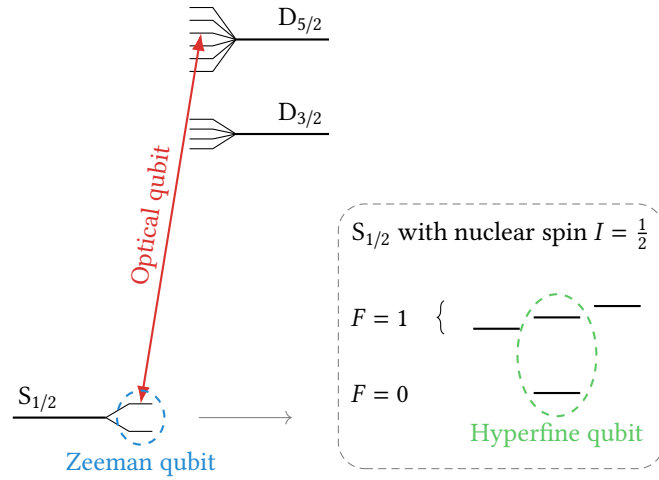 D5/2
D3/2
Optical qubit
S1/2
Zeeman qubit
S1/2 with nuclear spin I = 1/2
F = 1 {
F = 0
Hyperfine qubit